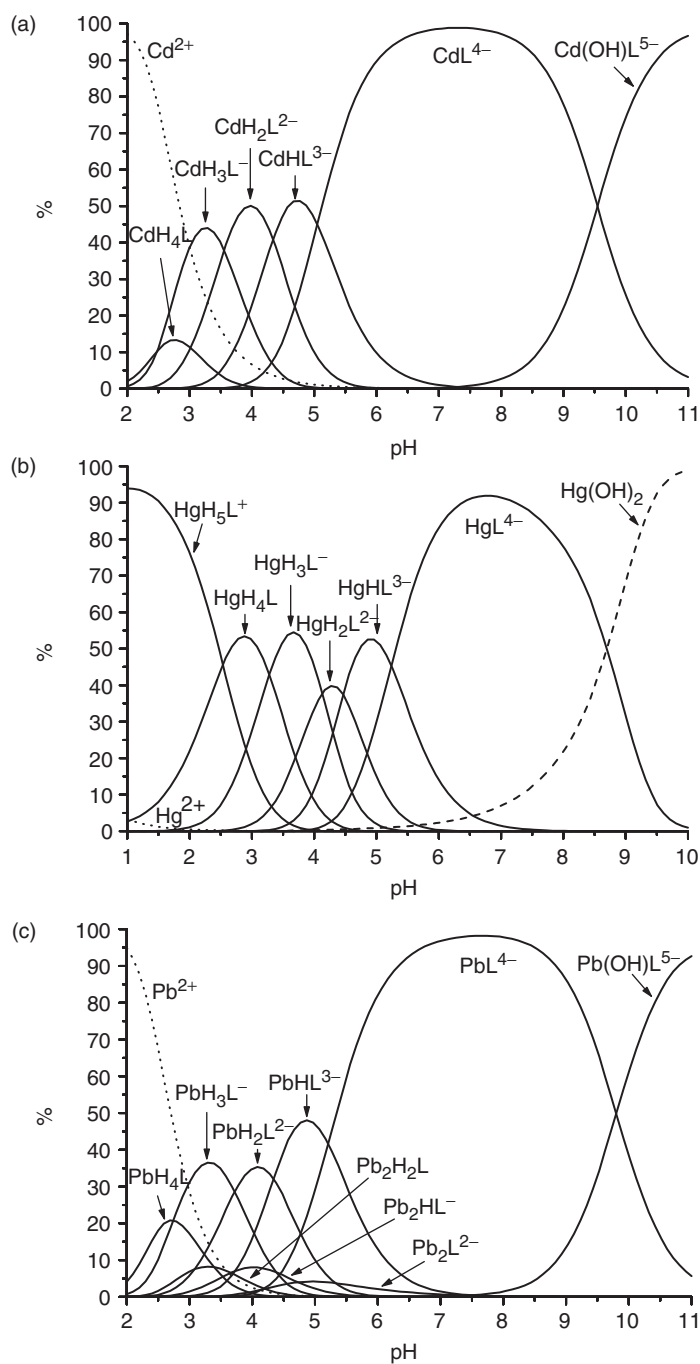 (a)
100
90
80
70
60
50
40
30
20
10
0
%
Cd²⁺
CdH₄L
CdH₃L⁻
CdH₂L²⁻
CdHL³⁻
CdL⁴⁻
Cd(OH)L⁵⁻
2 3 4 5 6 7 8 9 10 11
pH
(b)
100
90
80
70
60
50
40
30
20
10
0
%
HgH₅L⁺
Hg²⁺
HgH₄L
HgH₃L⁻
HgH₂L²⁻
HgHL³⁻
HgL⁴⁻
Hg(OH)₂
1 2 3 4 5 6 7 8 9 10
pH
(c)
100
90
80
70
60
50
40
30
20
10
0
%
Pb²⁺
PbH₄L
PbH₃L⁻
PbH₂L²⁻
PbHL³⁻
Pb₂H₂L
Pb₂HL⁻
Pb₂L²⁻
PbL⁴⁻
Pb(OH)L⁵⁻
2 3 4 5 6 7 8 9 10 11
pH